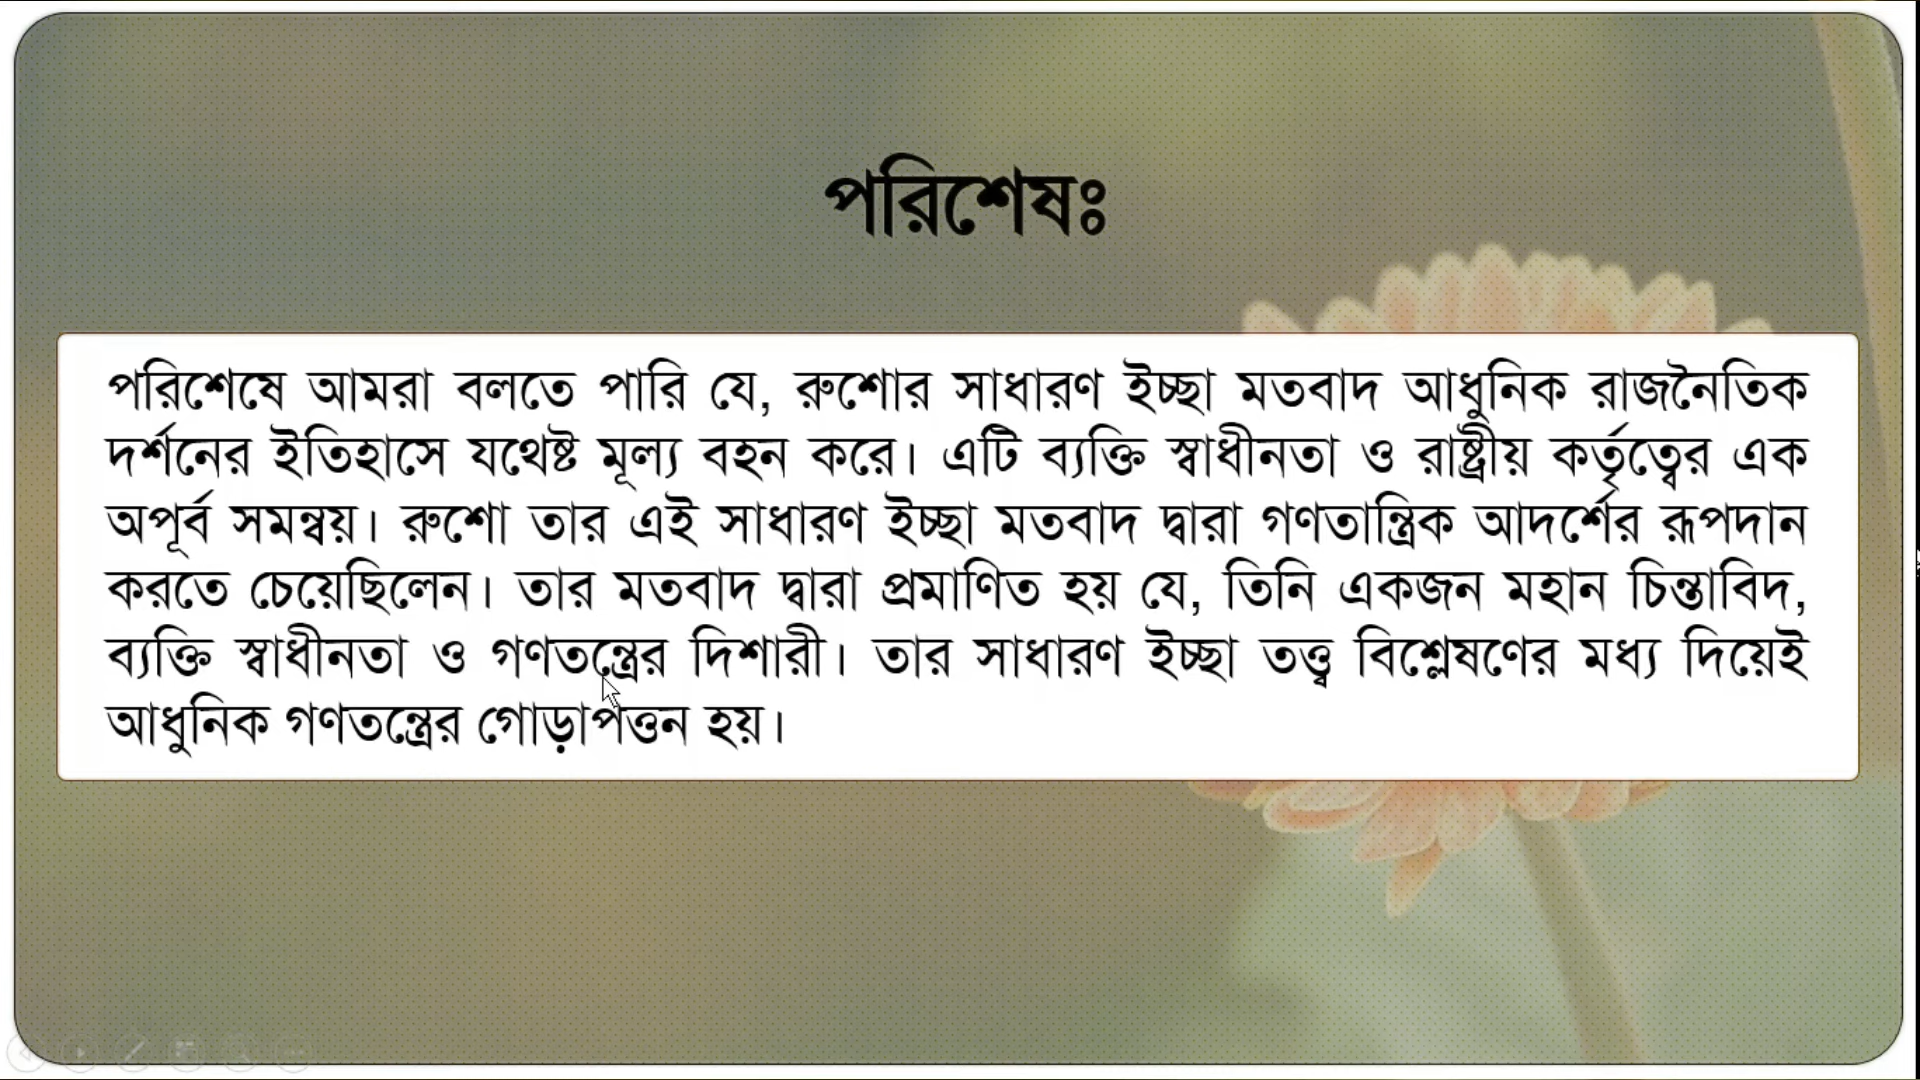 পরিশেষঃ
পরিশেষে আমরা বলতে পারি যে, রুশোর সাধারণ ইচ্ছা মতবাদ আধুনিক রাজনৈতিক
দর্শনের ইতিহাসে যথেষ্ট মূল্য বহন করে। এটি ব্যক্তি স্বাধীনতা ও রাষ্ট্রীয় কর্তৃত্বের এক
অপূর্ব সমন্বয়। রুশো তার এই সাধারণ ইচ্ছা মতবাদ দ্বারা গণতান্ত্রিক আদর্শের রূপদান
করতে চেয়েছিলেন। তার মতবাদ দ্বারা প্রমাণিত হয় যে, তিনি একজন মহান চিন্তাবিদ,
ব্যক্তি স্বাধীনতা ও গণতন্ত্রের দিশারী। তার সাধারণ ইচ্ছা তত্ত্ব বিশ্লেষণের মধ্য দিয়েই
আধুনিক গণতন্ত্রের গোড়াপত্তন হয়।